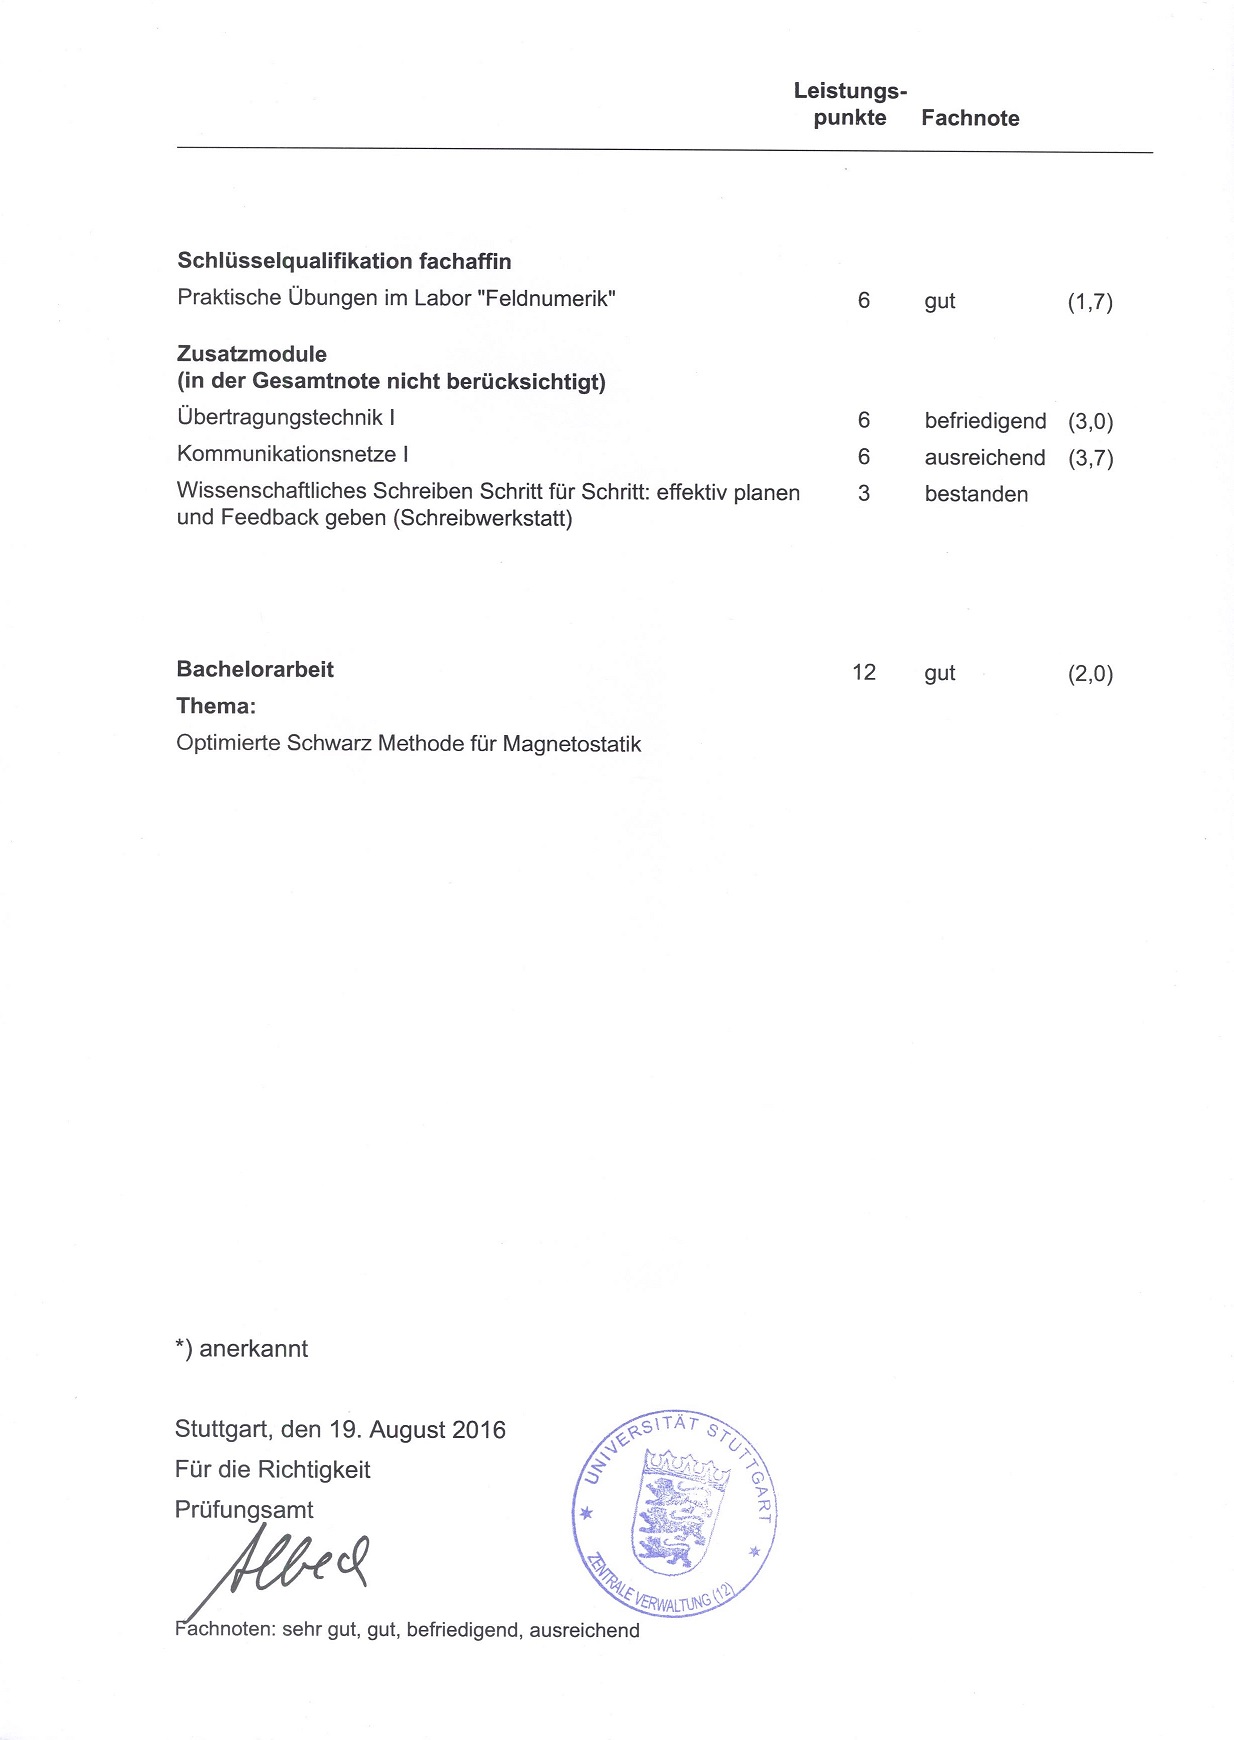 Leistungs-
punkte Fachnote
Schlüsselqualifikation fachaffin
Praktische Übungen im Labor "Feldnumerik" 6 gut (1,7)
Zusatzmodule
(in der Gesamtnote nicht berücksichtigt)
Übertragungstechnik I 6 befriedigend (3,0)
Kommunikationsnetze I 6 ausreichend (3,7)
Wissenschaftliches Schreiben Schritt für Schritt: effektiv planen 3 bestanden
und Feedback geben (Schreibwerkstatt)
Bachelorarbeit 12 gut (2,0)
Thema:
Optimierte Schwarz Methode für Magnetostatik
*) anerkannt
Stuttgart, den 19. August 2016
Für die Richtigkeit
Prüfungsamt
UNIVERSITÄT STUTTGART
ZENTRALE VERWALTUNG (12)
Fachnoten: sehr gut, gut, befriedigend, ausreichend